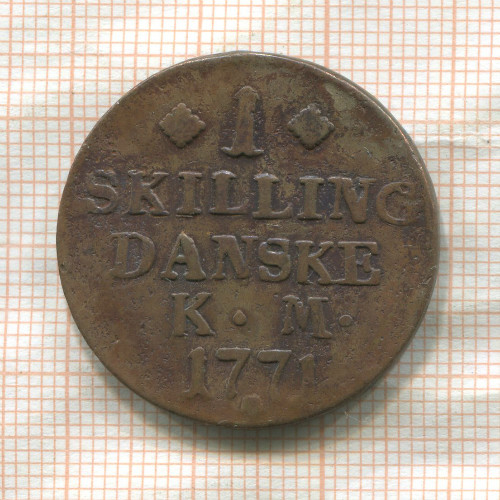 1
SKILLING
DANSKE
K · M ·
1771